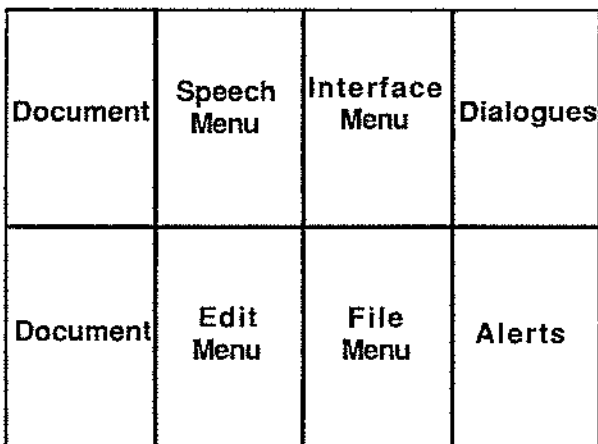 Document
Speech
Menu
Interface
Menu
Dialogues
Document
Edit
Menu
File
Menu
Alerts